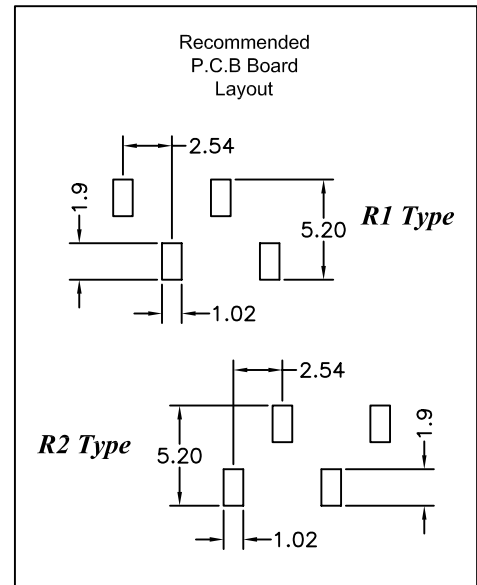 Recommended
P.C.B Board
Layout
2.54
1.9
5.20
R1 Type
1.02
2.54
R2 Type
5.20
1.9
1.02